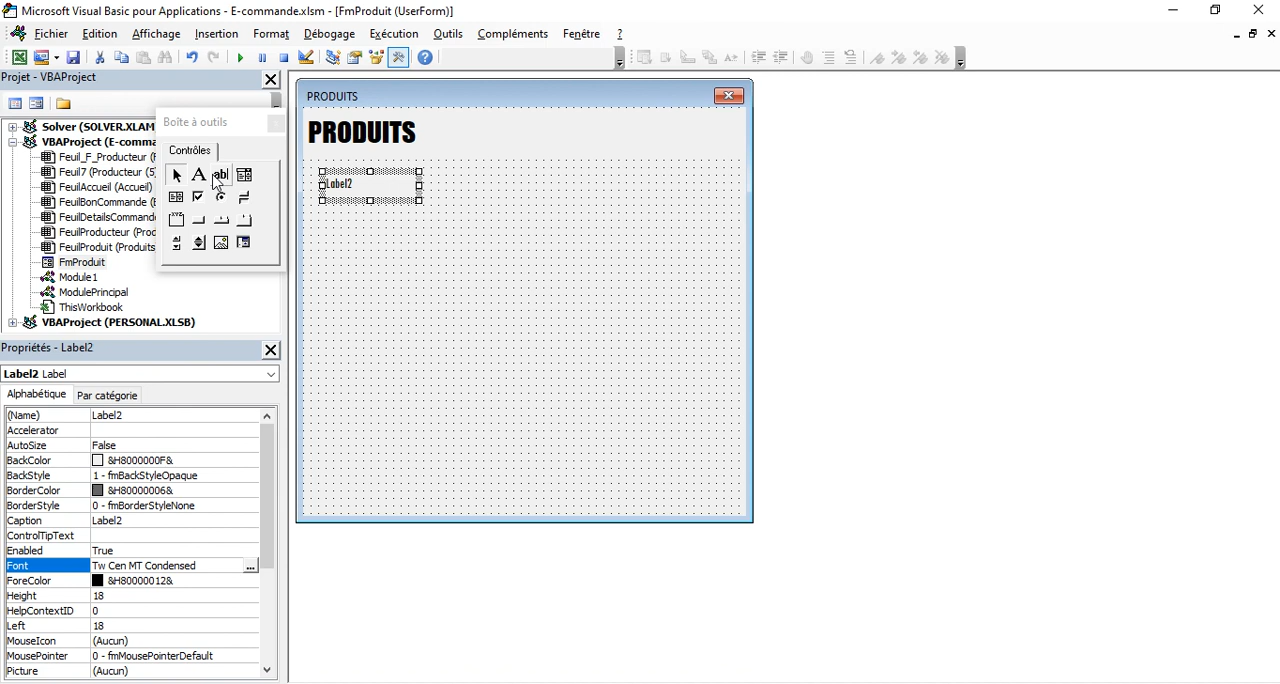 Microsoft Visual Basic pour Applications - E-commande.xlsm - [FmProduit (UserForm)]
Fichier Edition Affichage Insertion Format Débogage Exécution Outils Compléments Fenêtre ?
Projet - VBAProject
Boîte à outils
Contrôles
Solver (SOLVER.XLAM
VBAProject (E-comma
Feuil_F_Producteur (F
Feuil7 (Producteur (5)
FeuilAccueil (Accueil)
FeuilBonCommande (B
FeuilDetailsCommand
FeuilProducteur (Prod
FeuilProduit (Produits
FmProduit
Module1
ModulePrincipal
ThisWorkbook
VBAProject (PERSONAL.XLSB)
PRODUITS
PRODUITS
Label2
Propriétés - Label2
Label2 Label
Alphabétique Par catégorie
(Name) Label2
Accelerator
AutoSize False
BackColor &H8000000F&
BackStyle 1 - fmBackStyleOpaque
BorderColor &H80000006&
BorderStyle 0 - fmBorderStyleNone
Caption Label2
ControlTipText
Enabled True
Font Tw Cen MT Condensed ...
ForeColor &H80000012&
Height 18
HelpContextID 0
Left 18
MouseIcon (Aucun)
MousePointer 0 - fmMousePointerDefault
Picture (Aucun)